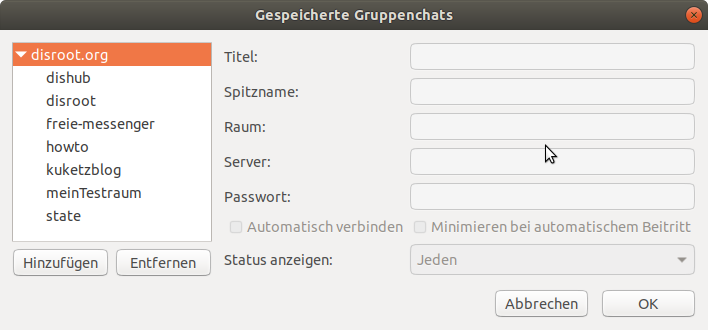 Gespeicherte Gruppenchats
disroot.org
dishub
disroot
freie-messenger
howto
kuketzblog
meinTestraum
state
Hinzufügen Entfernen
Titel:
Spitzname:
Raum:
Server:
Passwort:
Automatisch verbinden Minimieren bei automatischem Beitritt
Status anzeigen: Jeden
Abbrechen OK